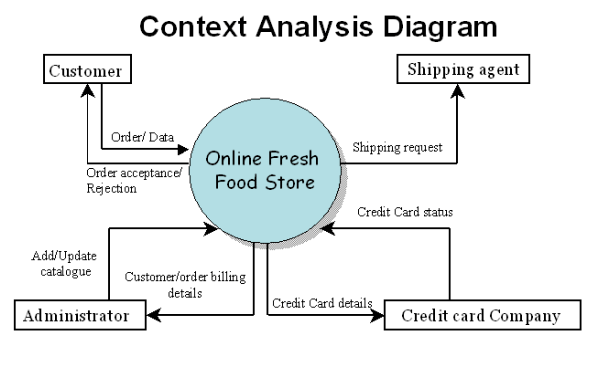 Context Analysis Diagram
Customer
Shipping agent
Order/ Data
Online Fresh
Food Store
Shipping request
Order acceptance/
Rejection
Credit Card status
Add/Update
catalogue
Customer/order billing
details
Credit Card details
Administrator
Credit card Company